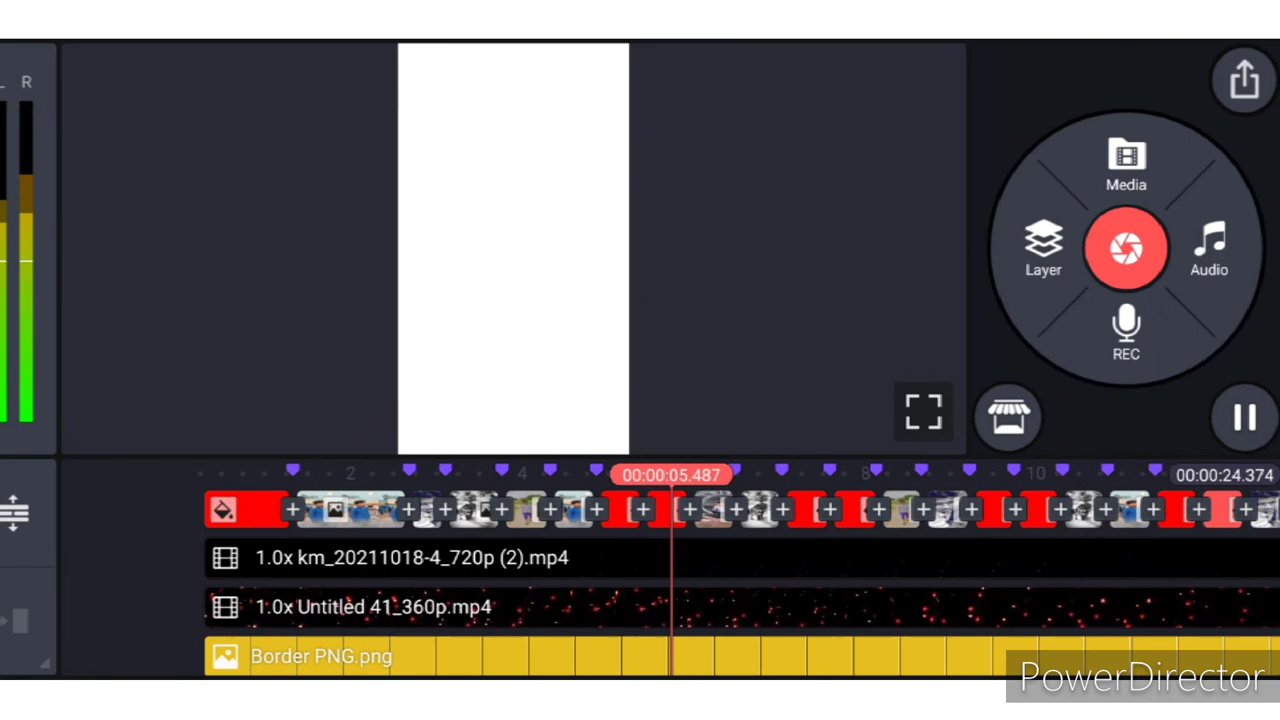 L R
Media
Layer
Audio
REC
2
4
00:00:05.487
8
10
00:00:24.374
1.0x km_20211018-4_720p (2).mp4
1.0x Untitled 41_360p.mp4
Border PNG.png
PowerDirector